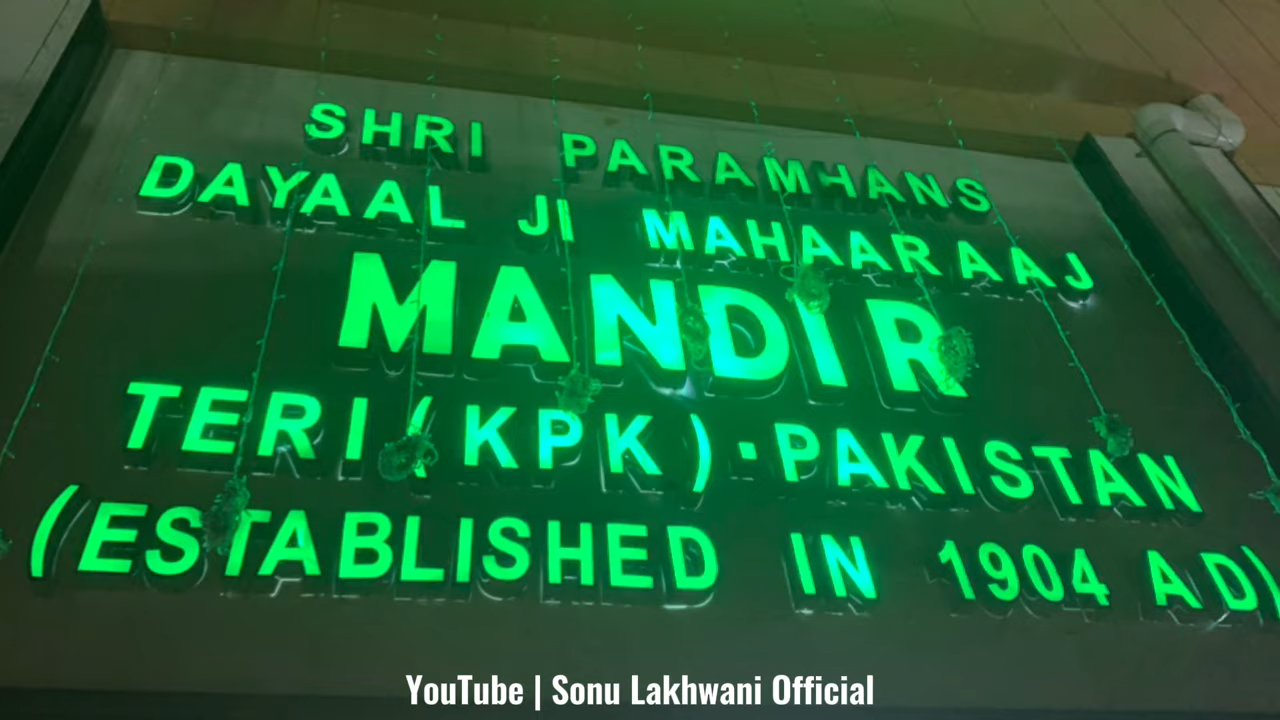 SHRI PARAMHANS
DAYAAL JI MAHAARAAJ
MANDIR
TERI (KPK)·PAKISTAN
(ESTABLISHED IN 1904 AD)
YouTube | Sonu Lakhwani Official